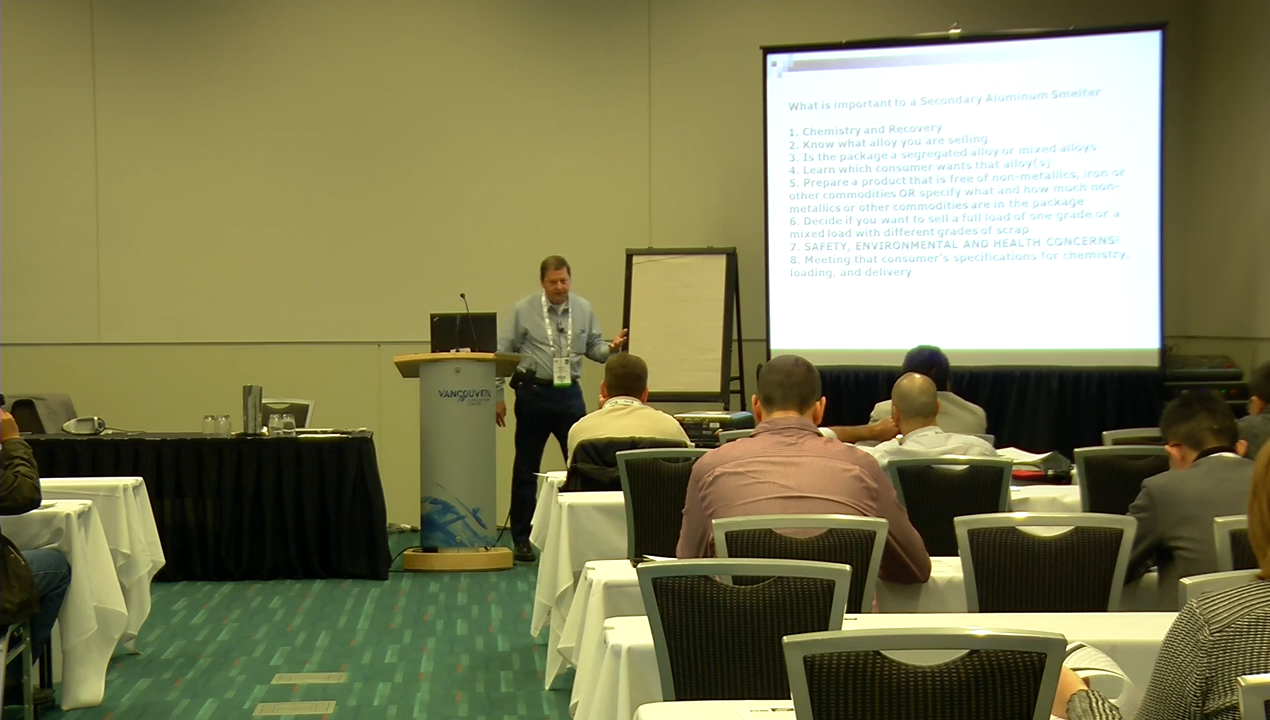 What is important to a Secondary Aluminum Smelter
1. Chemistry and Recovery
2. Know what alloy you are selling
3. Is the package a segregated alloy or mixed alloys
4. Learn which consumer wants that alloy(s)
5. Prepare a product that is free of non-metallics, iron or
other commodities OR specify what and how much non-
metallics or other commodities are in the package
6. Decide if you want to sell a full load of one grade or a
mixed load with different grades of scrap
7. SAFETY, ENVIRONMENTAL AND HEALTH CONCERNS!
8. Meeting that consumer's specifications for chemistry,
loading, and delivery
VANCOUVER